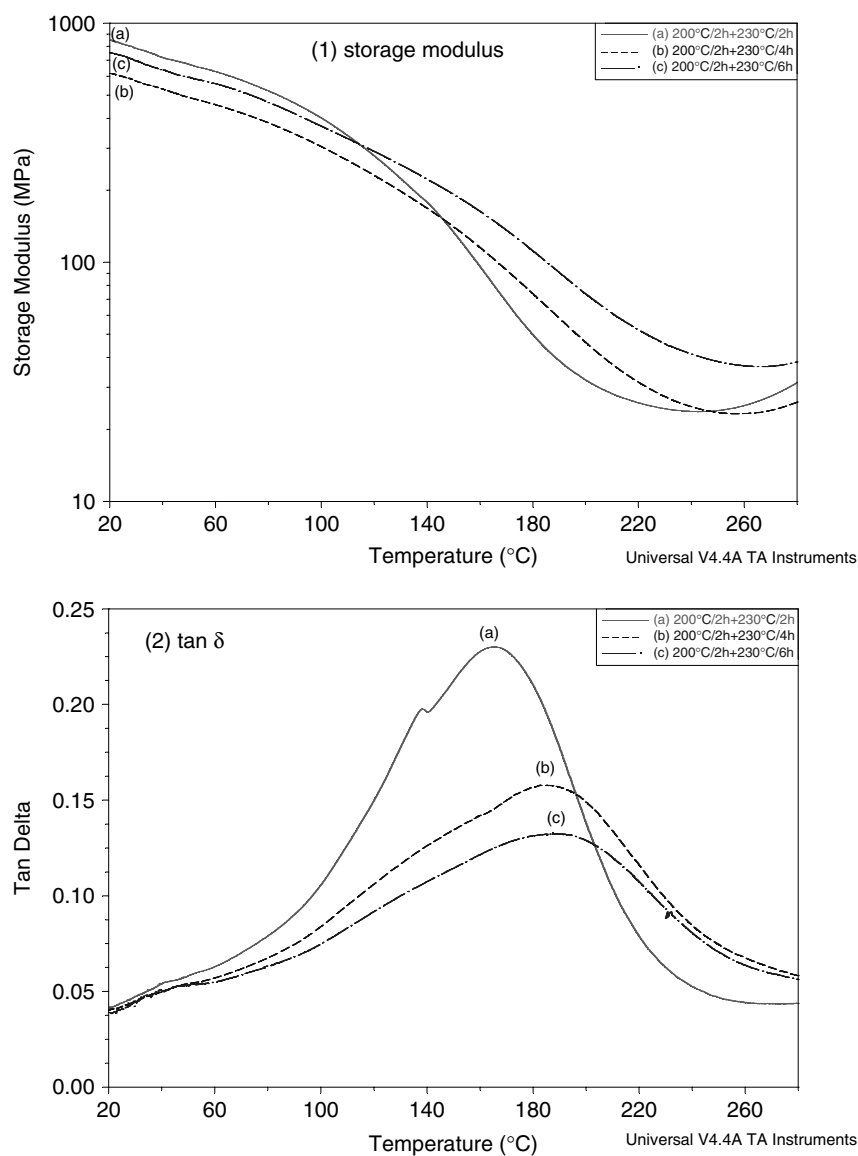 1000
(a)
(c)
(b)
(1) storage modulus
(a) 200°C/2h+230°C/2h
(b) 200°C/2h+230°C/4h
(c) 200°C/2h+230°C/6h
100
10
Storage Modulus (MPa)
20 60 100 140 180 220 260
Temperature (°C)
Universal V4.4A TA Instruments
0.25
0.20
0.15
0.10
0.05
0.00
Tan Delta
(2) tan δ
(a)
(b)
(c)
(a) 200°C/2h+230°C/2h
(b) 200°C/2h+230°C/4h
(c) 200°C/2h+230°C/6h
20 60 100 140 180 220 260
Temperature (°C)
Universal V4.4A TA Instruments